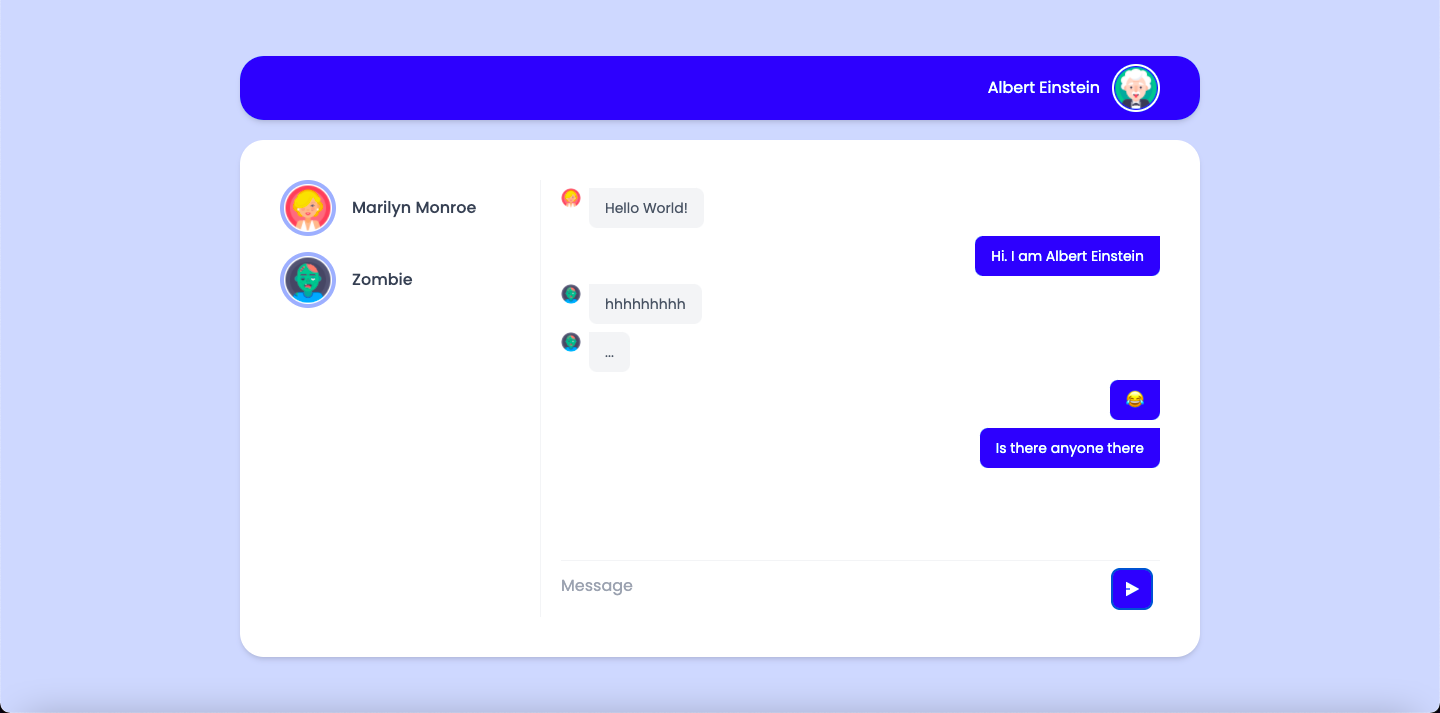 Albert Einstein
Marilyn Monroe
Zombie
Hello World!
Hi. I am Albert Einstein
hhhhhhhhh
...
😂
Is there anyone there
Message